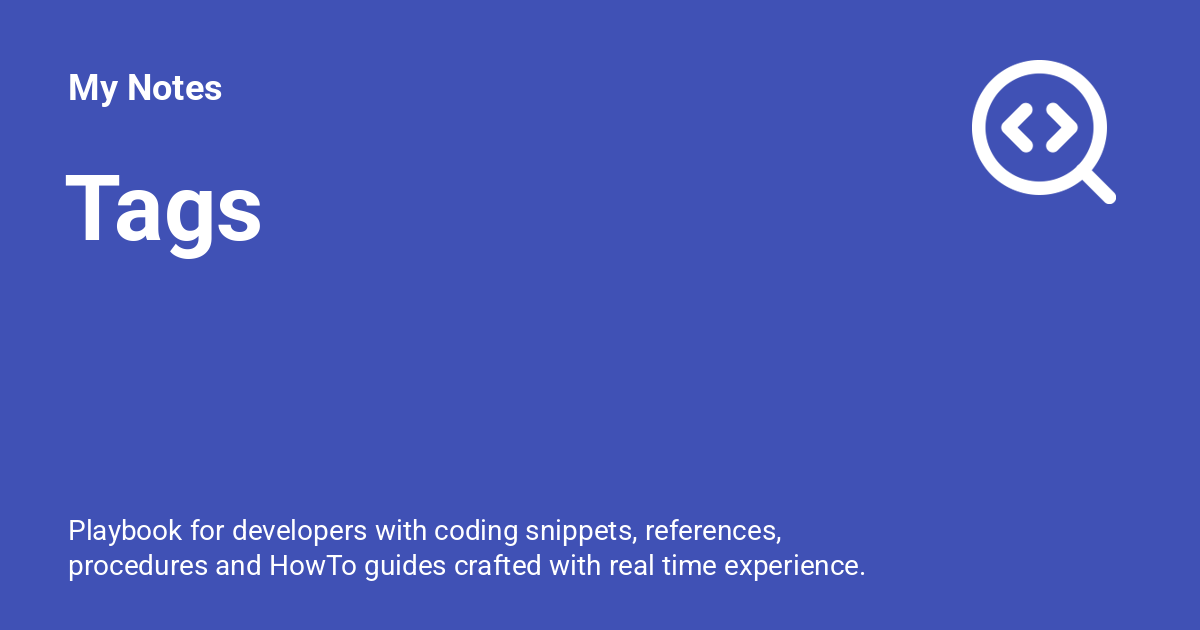 My Notes
Tags
Playbook for developers with coding snippets, references,
procedures and HowTo guides crafted with real time experience.